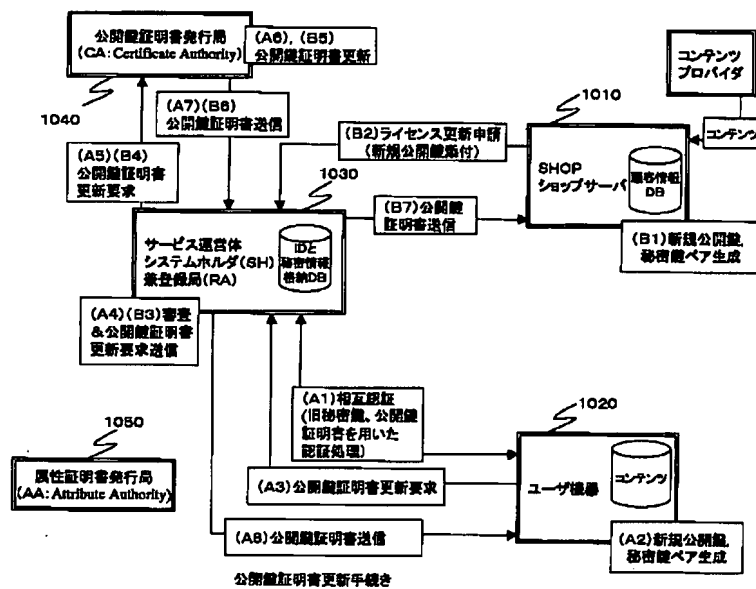 公開鍵証明書発行局
(CA：Certificate Authority)
(A6), (B5)
公開鍵証明書更新
1040
(A7)(B6)
公開鍵証明書送信
(A5)(B4)
公開鍵証明書
更新要求
コンテンツ
プロバイダ
コンテンツ
1010
(B2)ライセンス更新申請
(新規公開鍵添付)
SHOP
ショップサーバ
顧客情報
DB
1030
(B7)公開鍵
証明書送信
(B1)新規公開鍵,
秘密鍵ペア生成
サービス運営体
システムホルダ(SH)
兼登録局(RA)
IDと
秘密情報
格納DB
(A4)(B3)審査
&公開鍵証明書
更新要求送信
(A1)相互認証
(旧秘密鍵、公開鍵
証明書を用いた
認証処理)
1050
属性証明書発行局
(AA：Attribute Authority)
1020
ユーザ機器
コンテンツ
(A3)公開鍵証明書更新要求
(A8)公開鍵証明書送信
(A2)新規公開鍵,
秘密鍵ペア生成
公開鍵証明書更新手続き